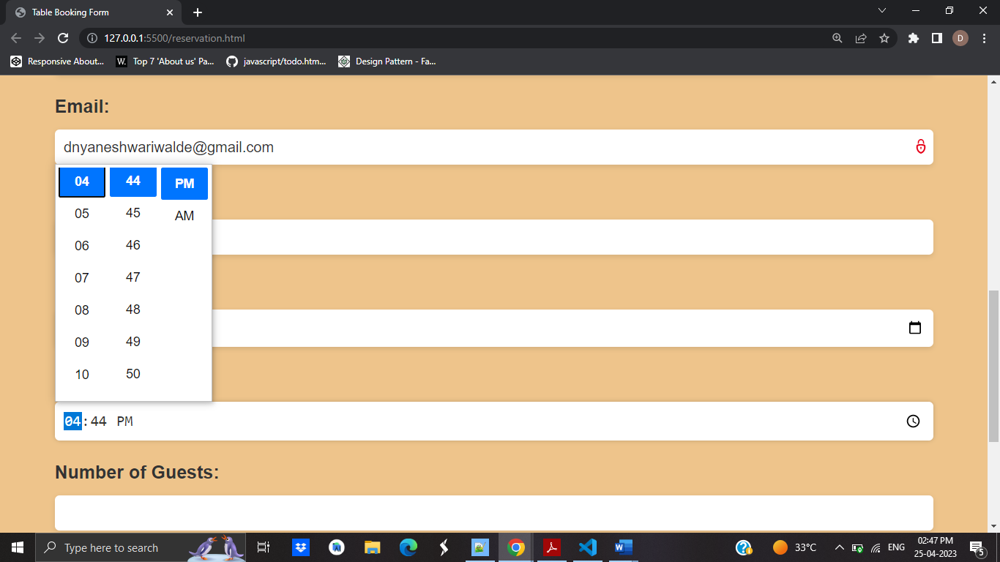 Table Booking Form
127.0.0.1:5500/reservation.html
D
Responsive About...
W. Top 7 'About us' Pa...
javascript/todo.htm...
Design Pattern - Fa...
Email:
dnyaneshwariwalde@gmail.com
04 44 PM
05 45 AM
06 46
07 47
08 48
09 49
10 50
04:44 PM
Number of Guests:
Type here to search
33°C
ENG
02:47 PM
25-04-2023
5